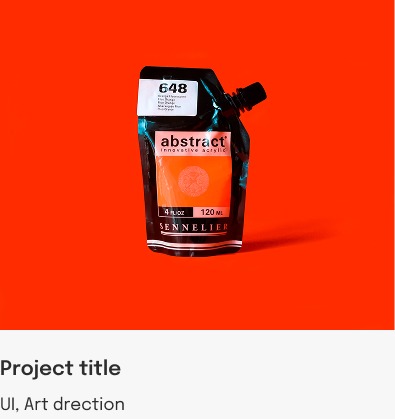 648
abstract
innovative acrylic
4 FL.OZ 120 ML
SENNELIER
Project title
UI, Art drection